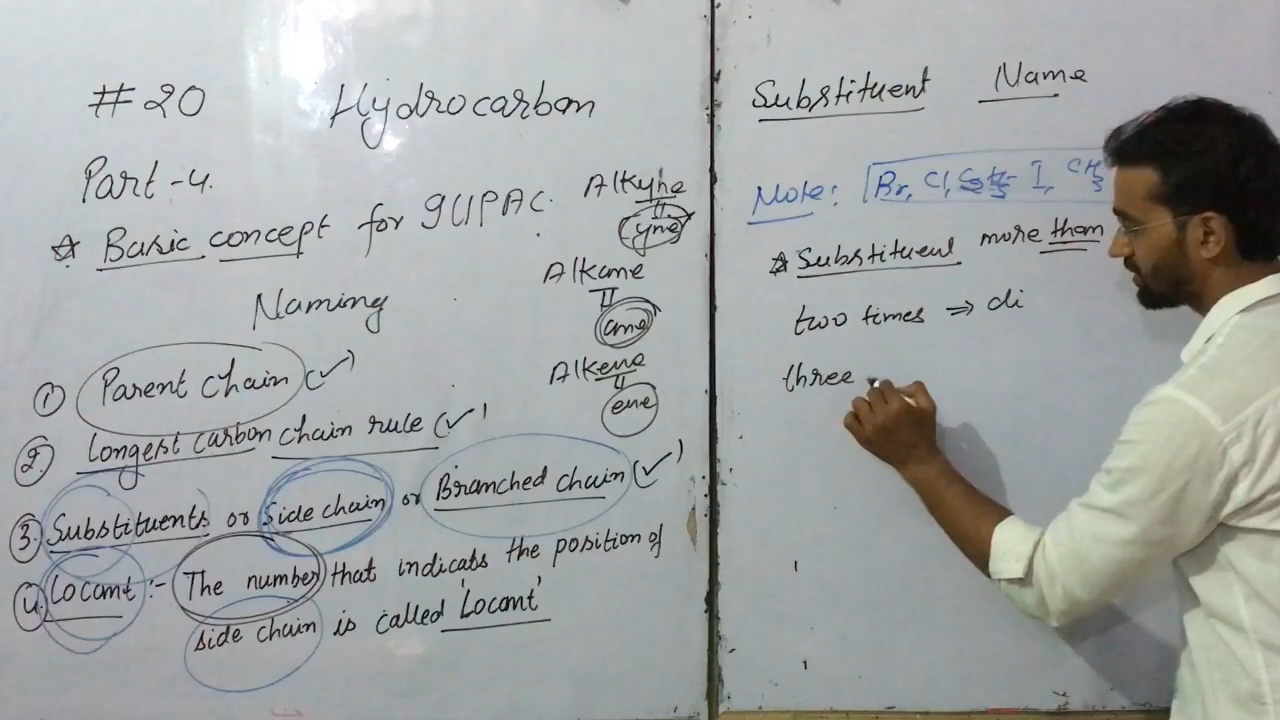 #20 Hydrocarbon
Part-4.
☆ Basic concept for IUPAC.
Naming
Alkyne
yne
Alkane
ane
Alkene
ene
① Parent chain (✓)
② Longest carbon chain rule (✓)
③ Substituents or Side chain or Branched chain (✓)
④ Locant :- The number that indicats the position of
side chain is called 'Locant'
Substituent Name
Note: Br, Cl, I, CH3
☆ Substituent more than
two times ⇒ di
three